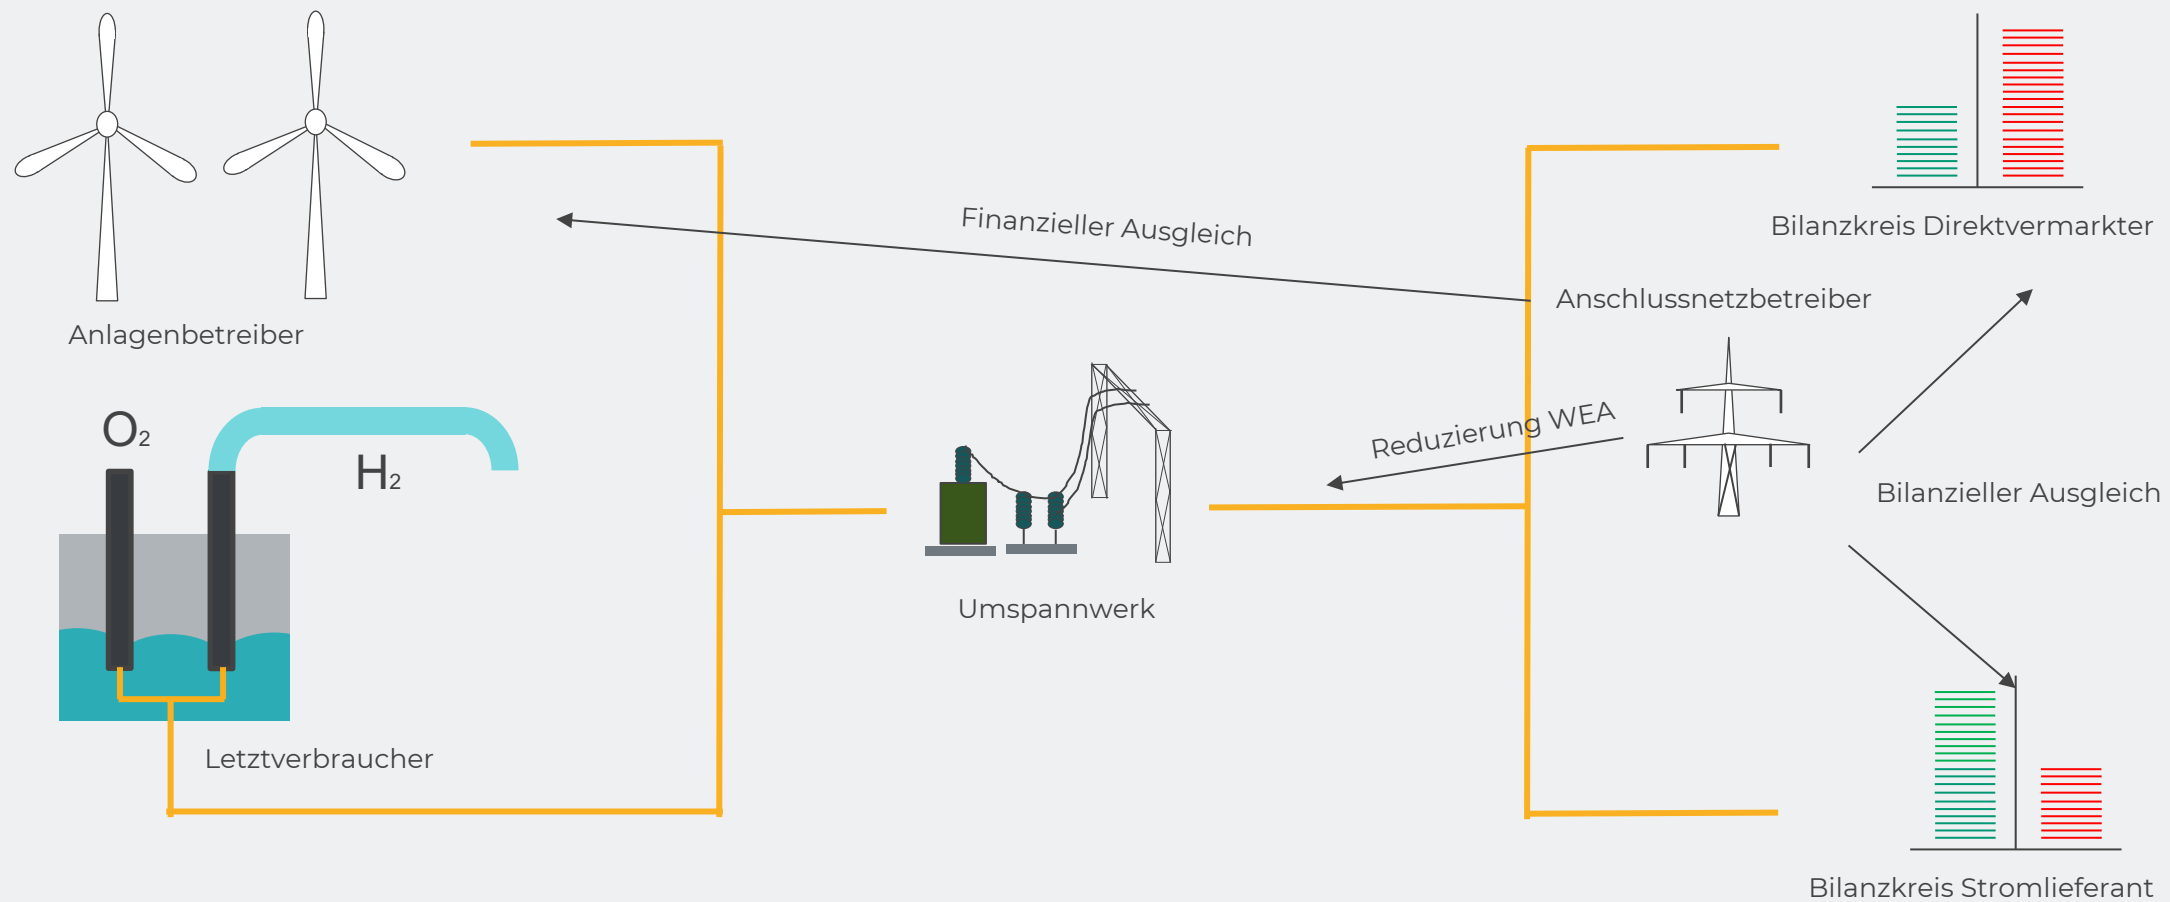 Finanzieller Ausgleich
Bilanzkreis Direktvermarkter
Anschlussnetzbetreiber
Anlagenbetreiber
O2
H2
Reduzierung WEA
Bilanzieller Ausgleich
Umspannwerk
Letztverbraucher
Bilanzkreis Stromlieferant